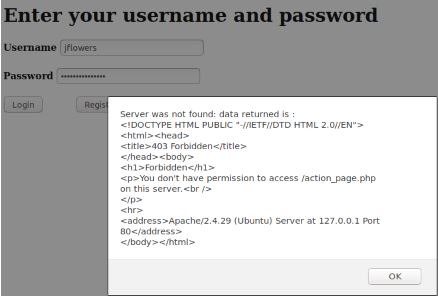 Enter your username and password
Username jflowers
Password •••••••••••••••
Login Regist
Server was not found: data returned is :
<!DOCTYPE HTML PUBLIC "-//IETF//DTD HTML 2.0//EN">
<html><head>
<title>403 Forbidden</title>
</head><body>
<h1>Forbidden</h1>
<p>You don't have permission to access /action_page.php
on this server.<br />
</p>
<hr>
<address>Apache/2.4.29 (Ubuntu) Server at 127.0.0.1 Port
80</address>
</body></html>
OK